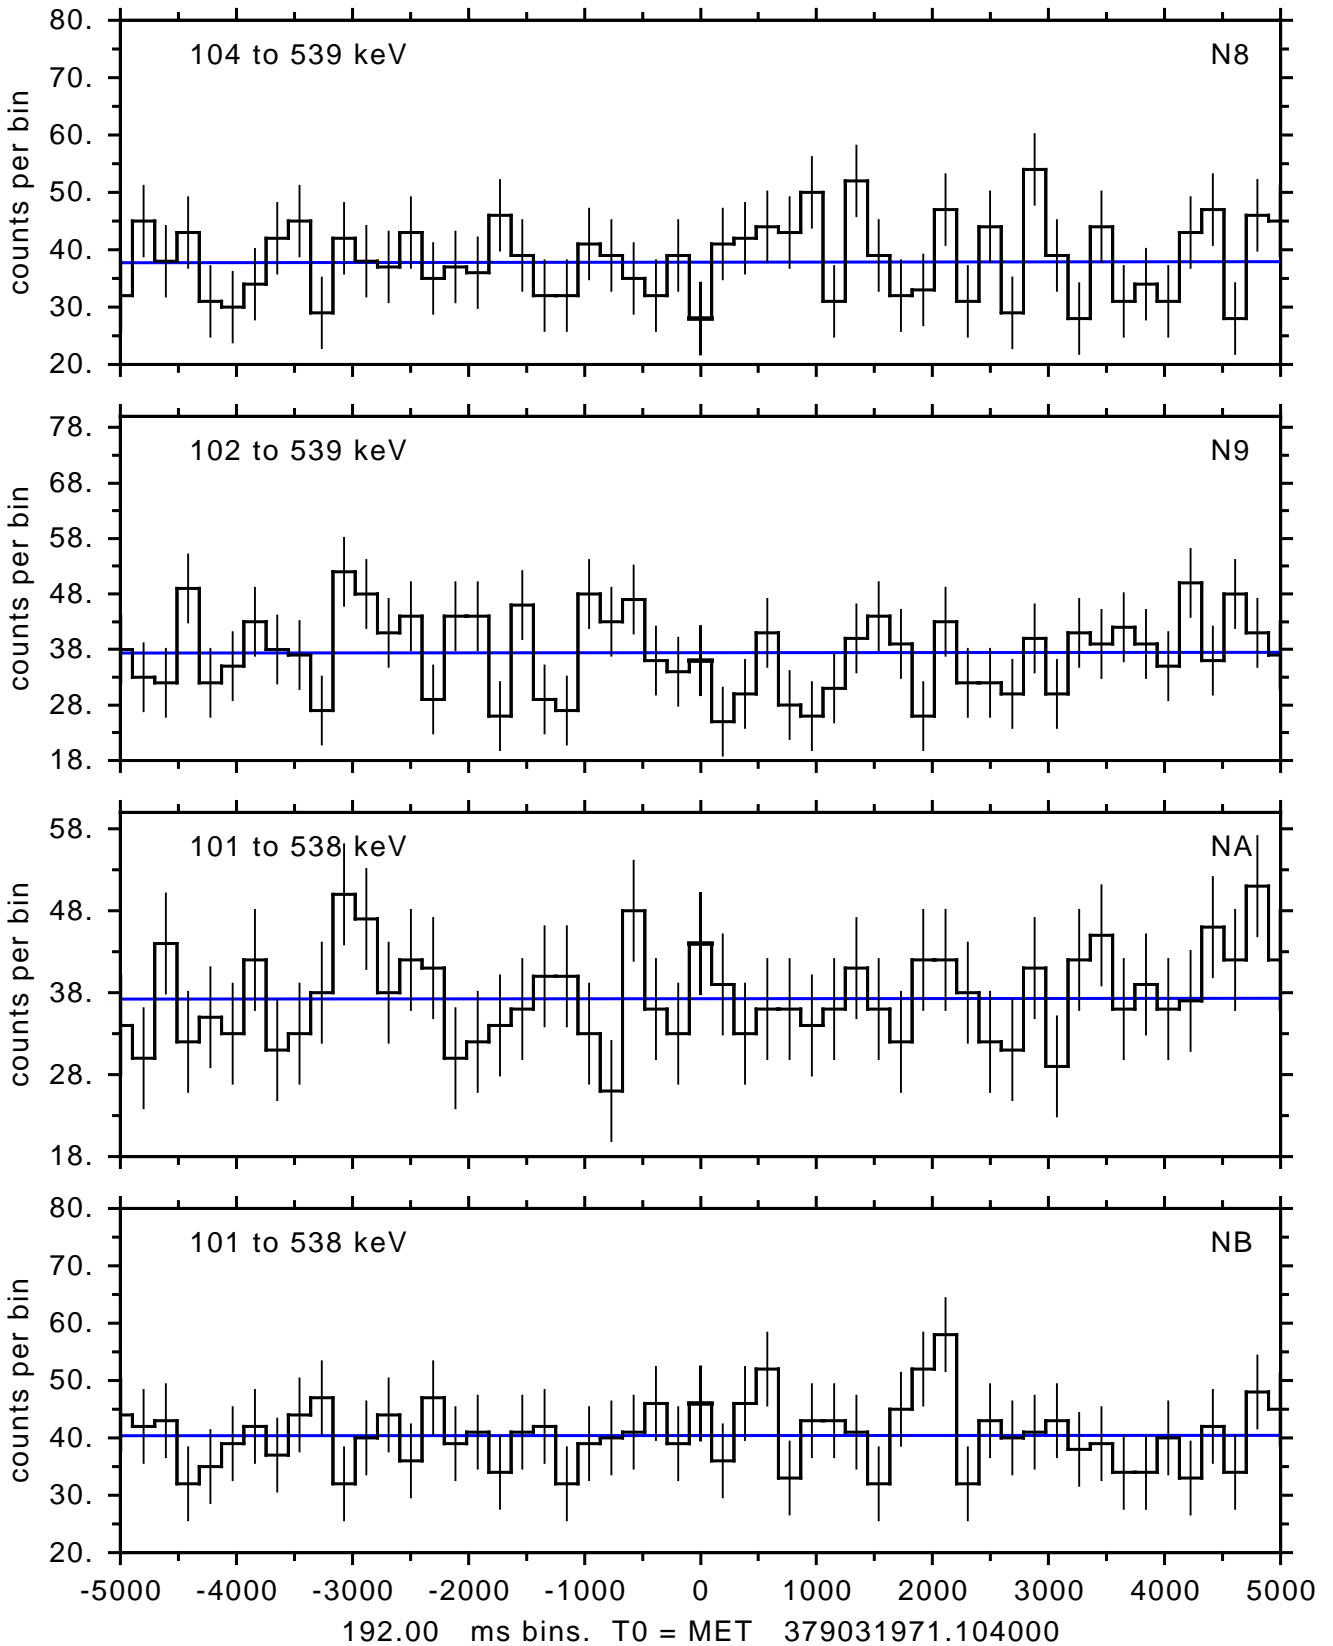 80.
104 to 539 keV N8
70.
60.
50.
40.
30.
20.
counts per bin
78.
102 to 539 keV N9
68.
58.
48.
38.
28.
18.
counts per bin
58.
101 to 538 keV NA
48.
38.
28.
18.
counts per bin
80.
101 to 538 keV NB
70.
60.
50.
40.
30.
20.
counts per bin
-5000 -4000 -3000 -2000 -1000 0 1000 2000 3000 4000 5000
192.00 ms bins. T0 = MET 379031971.104000